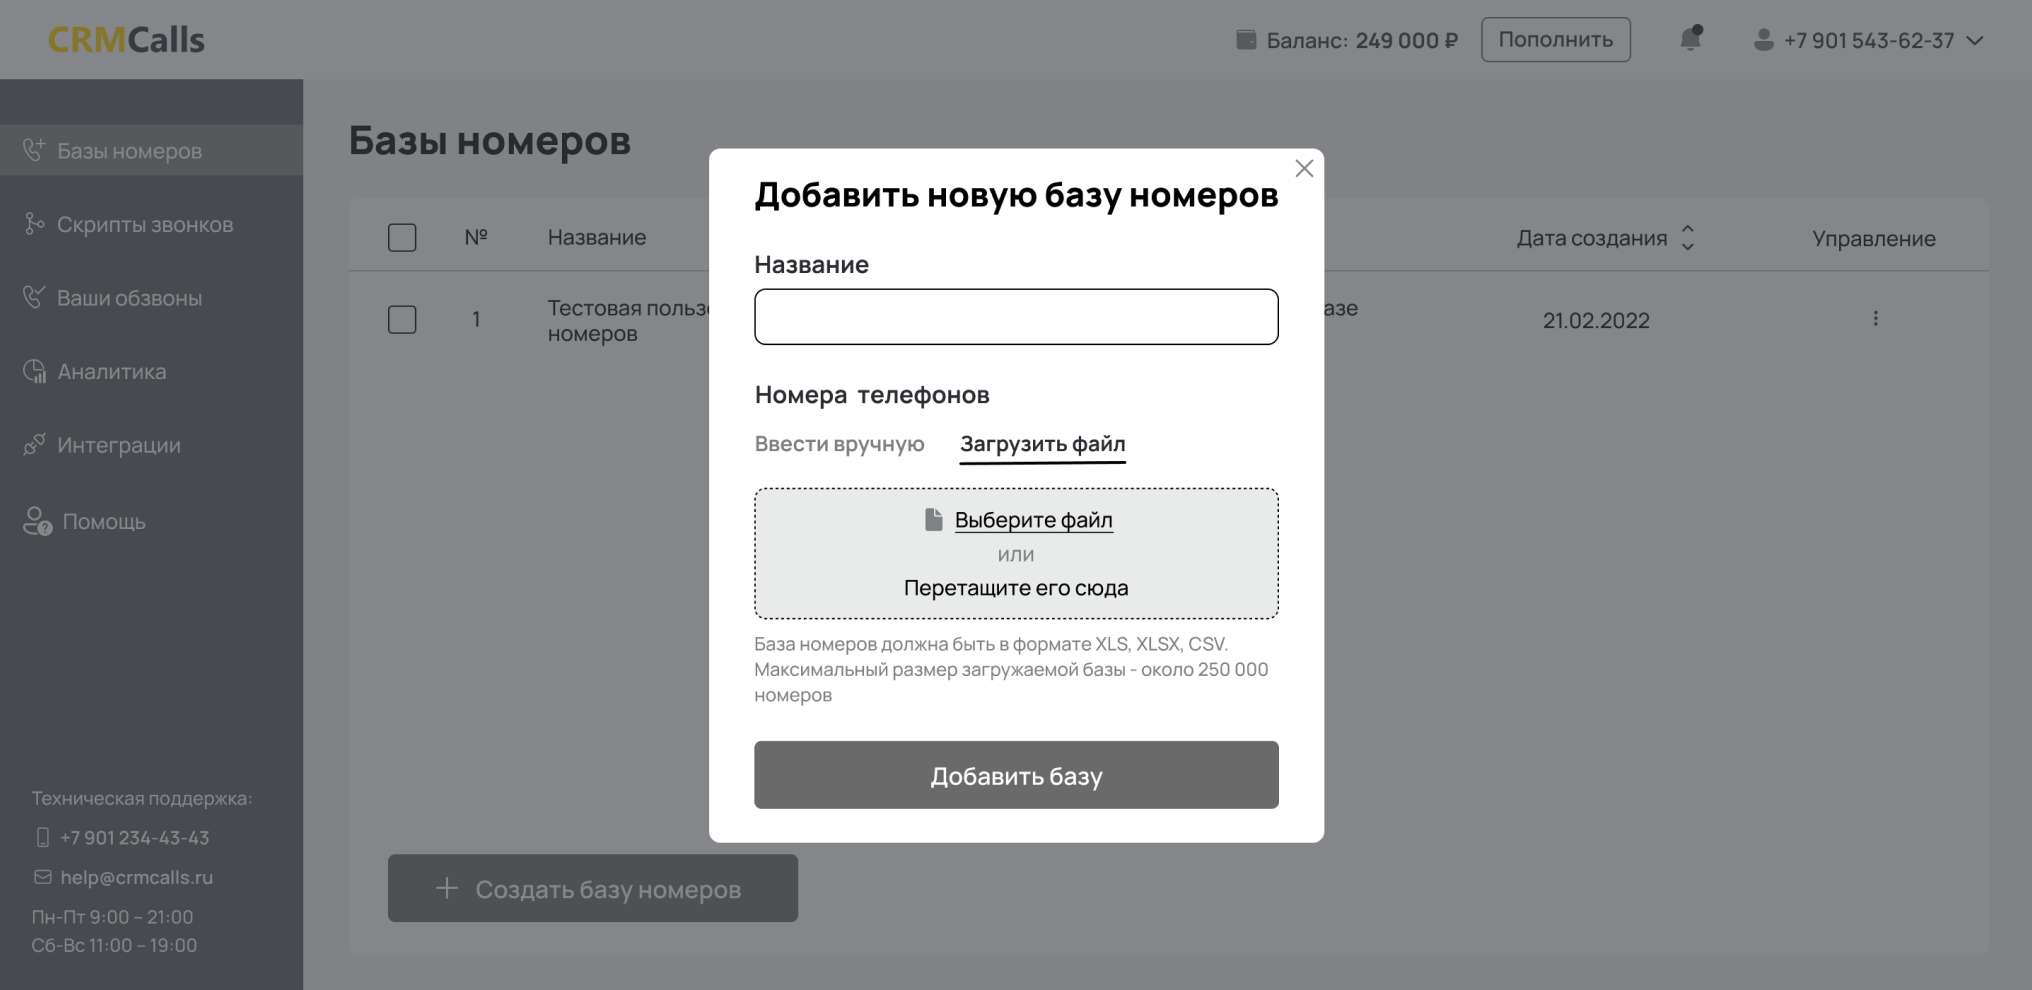 CRMCalls
Баланс: 249 000 ₽
Пополнить
+7 901 543-62-37
Базы номеров
Скрипты звонков
Ваши обзвоны
Аналитика
Интеграции
Помощь
Техническая поддержка:
+7 901 234-43-43
help@crmcalls.ru
Пн-Пт 9:00 – 21:00
Сб-Вс 11:00 – 19:00
Базы номеров
№ Название Дата создания Управление
1 Тестовая 21.02.2022
номеров
Создать базу номеров
Добавить новую базу номеров
Название
Номера телефонов
Ввести вручную Загрузить файл
Выберите файл
или
Перетащите его сюда
База номеров должна быть в формате XLS, XLSX, CSV.
Максимальный размер загружаемой базы - около 250 000
номеров
Добавить базу